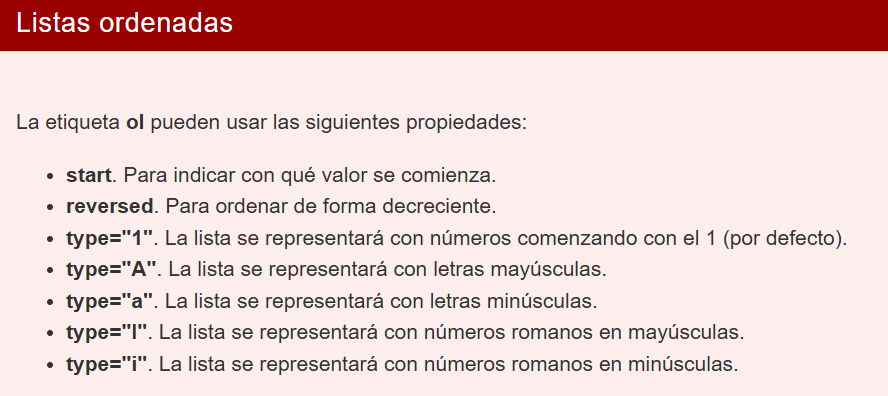 Listas ordenadas
La etiqueta ol pueden usar las siguientes propiedades:
• start. Para indicar con qué valor se comienza.
• reversed. Para ordenar de forma decreciente.
• type="1". La lista se representará con números comenzando con el 1 (por defecto).
• type="A". La lista se representará con letras mayúsculas.
• type="a". La lista se representará con letras minúsculas.
• type="I". La lista se representará con números romanos en mayúsculas.
• type="i". La lista se representará con números romanos en minúsculas.